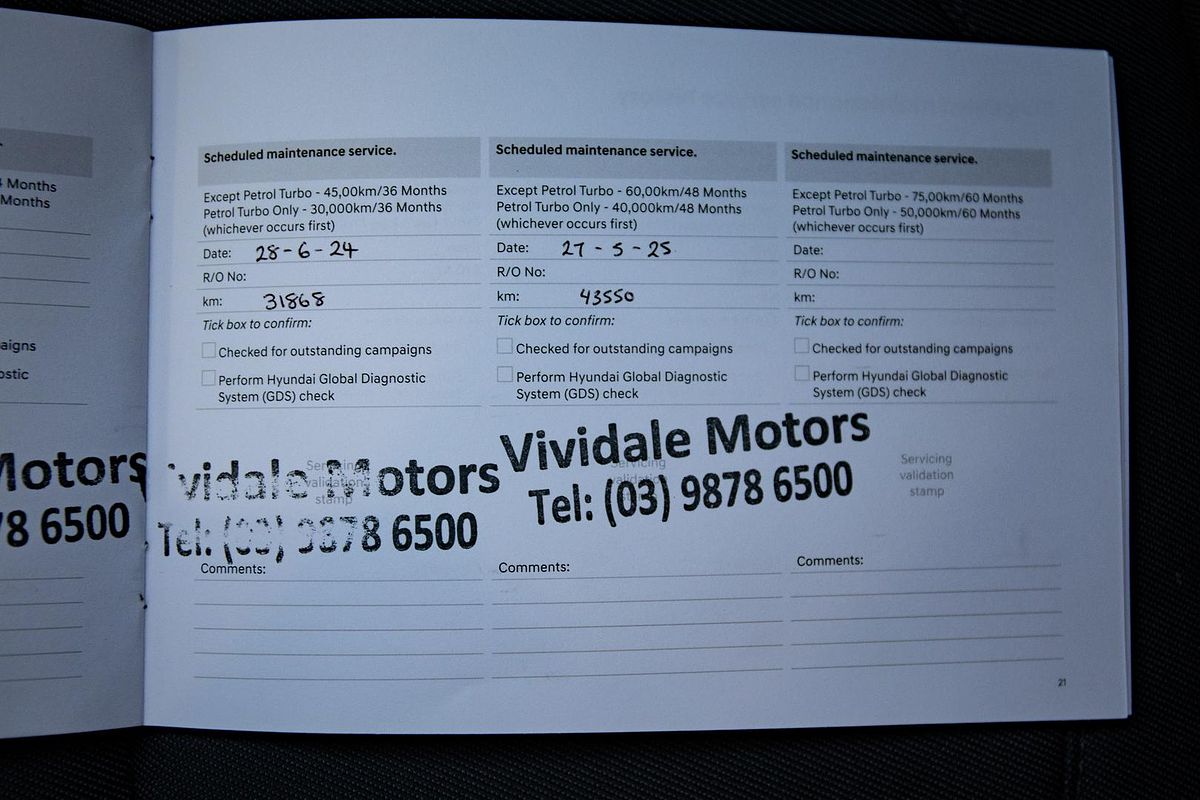 Months
Months
aigns
ostic
Motors
78 6500
Scheduled maintenance service.
Except Petrol Turbo - 45,00km/36 Months
Petrol Turbo Only - 30,000km/36 Months
(whichever occurs first)
Date: 28-6-24
R/O No:
km: 31868
Tick box to confirm:
Checked for outstanding campaigns
Perform Hyundai Global Diagnostic
System (GDS) check
Servicing
validation
stamp
vidale Motors
Tel: (03) 9878 6500
Comments:
Scheduled maintenance service.
Except Petrol Turbo - 60,00km/48 Months
Petrol Turbo Only - 40,000km/48 Months
(whichever occurs first)
Date: 27-5-25
R/O No:
km: 43550
Tick box to confirm:
Checked for outstanding campaigns
Perform Hyundai Global Diagnostic
System (GDS) check
Servicing
validation
Vividale Motors
Tel: (03) 9878 6500
Comments:
Scheduled maintenance service.
Except Petrol Turbo - 75,00km/60 Months
Petrol Turbo Only - 50,000km/60 Months
(whichever occurs first)
Date:
R/O No:
km:
Tick box to confirm:
Checked for outstanding campaigns
Perform Hyundai Global Diagnostic
System (GDS) check
Servicing
validation
stamp
Comments:
21